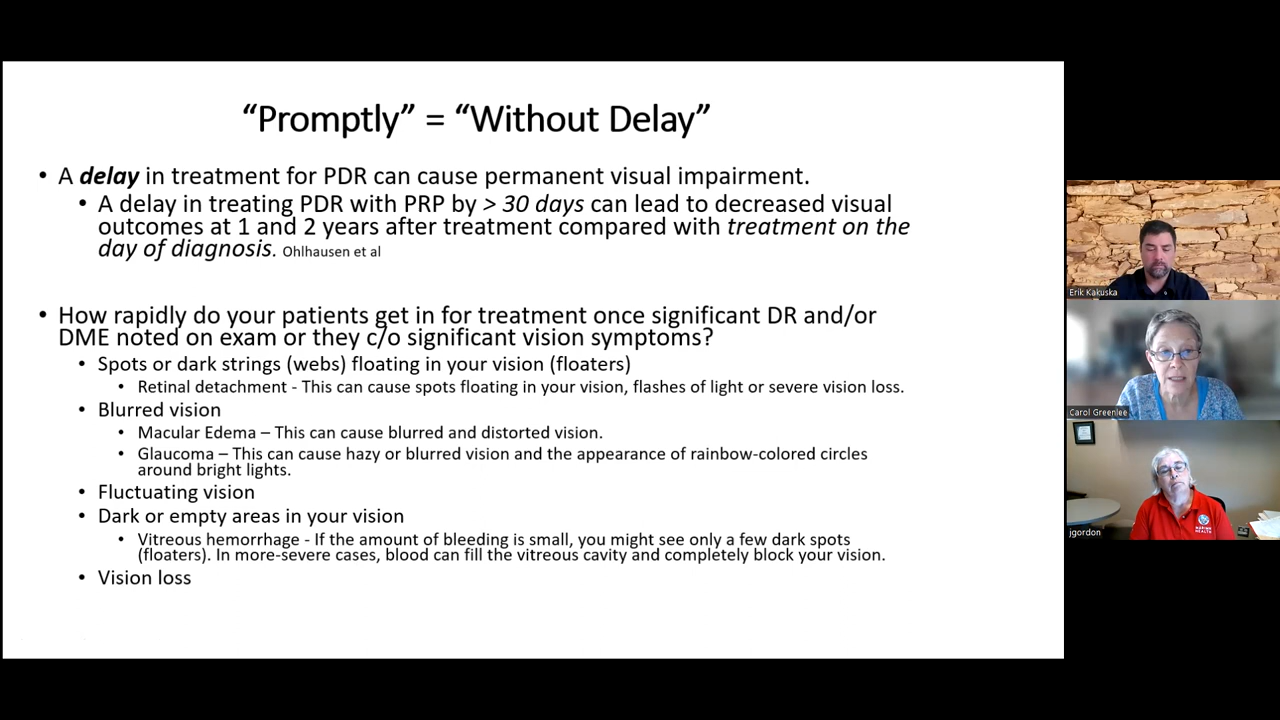 “Promptly” = “Without Delay”
• A delay in treatment for PDR can cause permanent visual impairment.
• A delay in treating PDR with PRP by > 30 days can lead to decreased visual
outcomes at 1 and 2 years after treatment compared with treatment on the
day of diagnosis. Ohlhausen et al
• How rapidly do your patients get in for treatment once significant DR and/or
DME noted on exam or they c/o significant vision symptoms?
• Spots or dark strings (webs) floating in your vision (floaters)
• Retinal detachment - This can cause spots floating in your vision, flashes of light or severe vision loss.
• Blurred vision
• Macular Edema – This can cause blurred and distorted vision.
• Glaucoma – This can cause hazy or blurred vision and the appearance of rainbow-colored circles
around bright lights.
• Fluctuating vision
• Dark or empty areas in your vision
• Vitreous hemorrhage - If the amount of bleeding is small, you might see only a few dark spots
(floaters). In more-severe cases, blood can fill the vitreous cavity and completely block your vision.
• Vision loss
Erik Kakuska
Carol Greenlee
jgordon